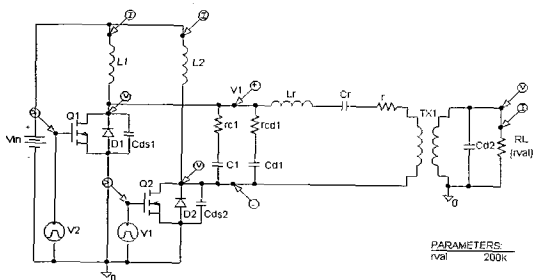 I
I
L1
L2
V1
+
Lr
Cr
r
TX1
V
I
V
Q1
D1
Cds1
rc1
rcd1
Vin
+
C1
Cd1
Cd2
RL
{rval}
V
Q2
D2
Cds2
-
0
V2
V1
0
PARAMETERS:
rval 200k